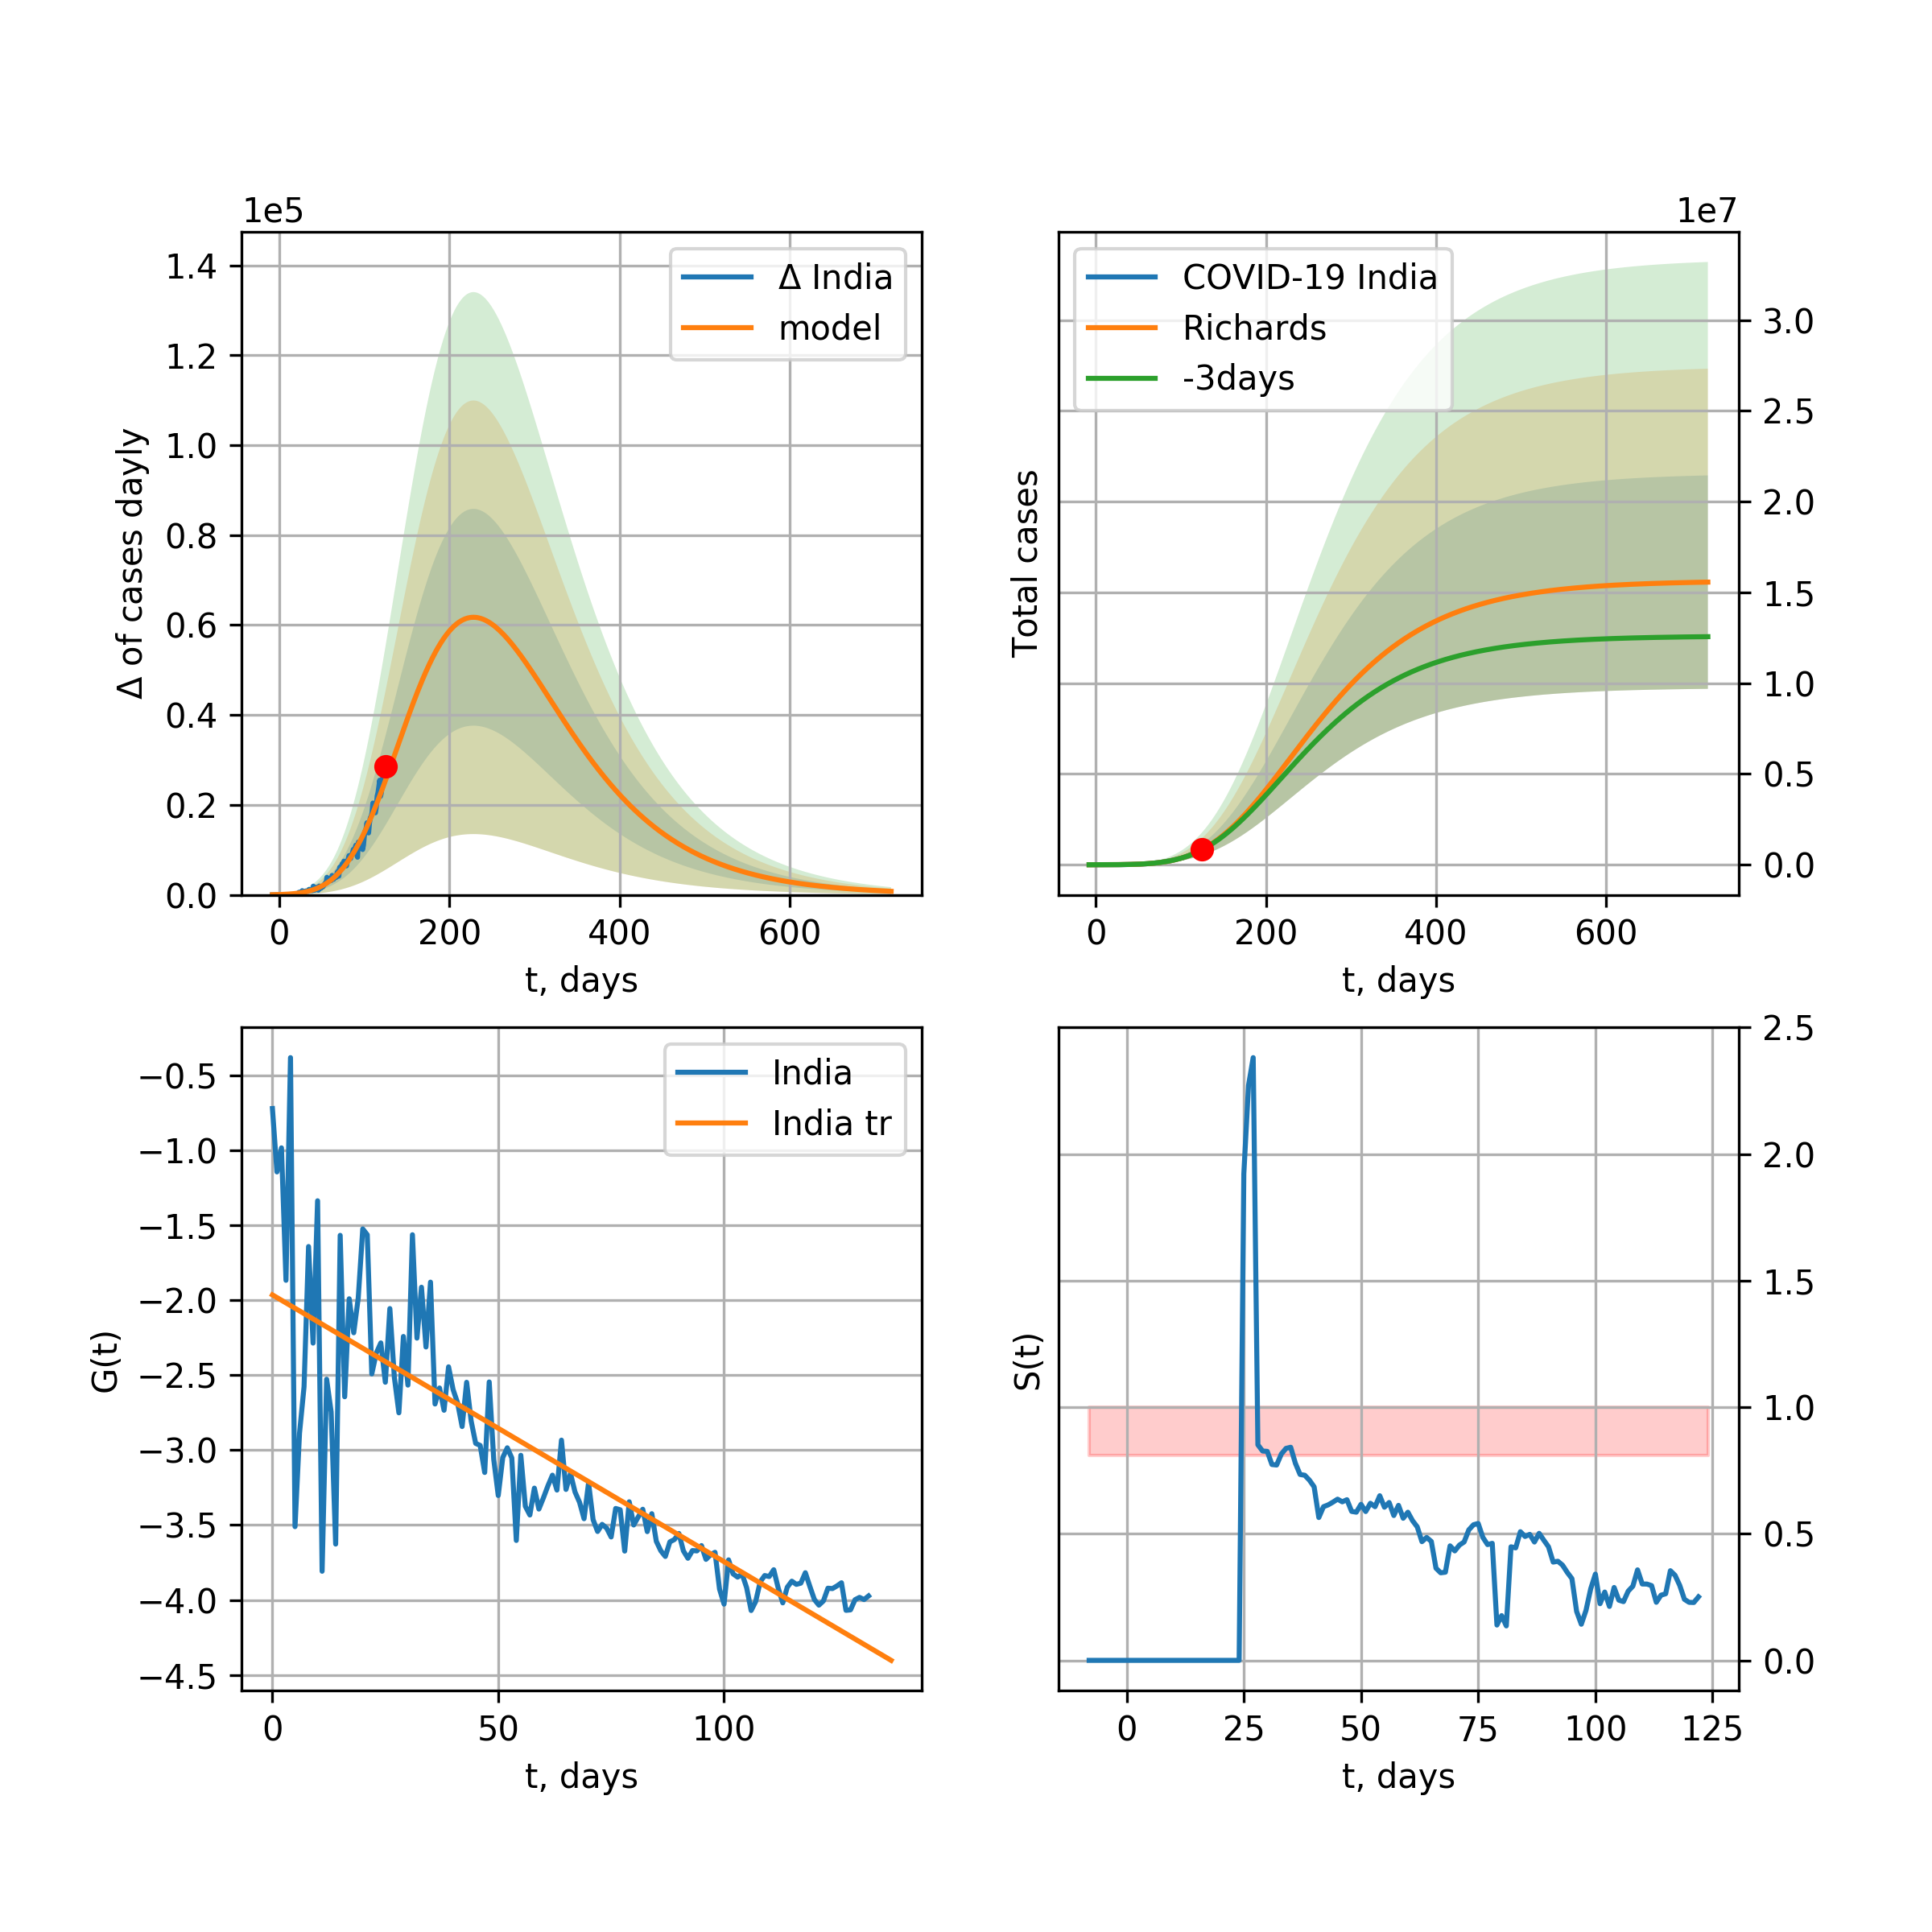 1e5
1.4
1.2
1.0
0.8
0.6
0.4
0.2
0.0
Δ of cases dayly
Δ India
model
0 200 400 600
t, days
1e7
Total cases
COVID-19 India
Richards
-3days
3.0
2.5
2.0
1.5
1.0
0.5
0.0
0 200 400 600
t, days
−0.5
−1.0
−1.5
−2.0
−2.5
−3.0
−3.5
−4.0
−4.5
G(t)
India
India tr
0 50 100
t, days
S(t)
2.5
2.0
1.5
1.0
0.5
0.0
0 25 50 75 100 125
t, days